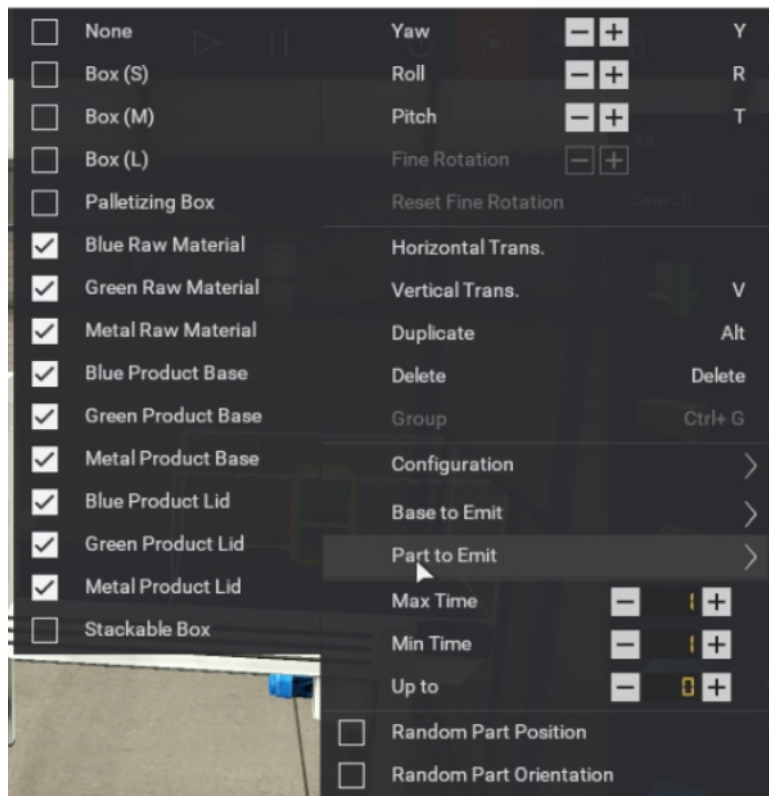 None
Box (S)
Box (M)
Box (L)
Palletizing Box
Blue Raw Material
Green Raw Material
Metal Raw Material
Blue Product Base
Green Product Base
Metal Product Base
Blue Product Lid
Green Product Lid
Metal Product Lid
Stackable Box
Yaw Y
Roll R
Pitch T
Fine Rotation
Reset Fine Rotation
Horizontal Trans.
Vertical Trans. V
Duplicate Alt
Delete Delete
Group Ctrl+ G
Configuration
Base to Emit
Part to Emit
Max Time 1
Min Time 1
Up to 0
Random Part Position
Random Part Orientation
All
Search